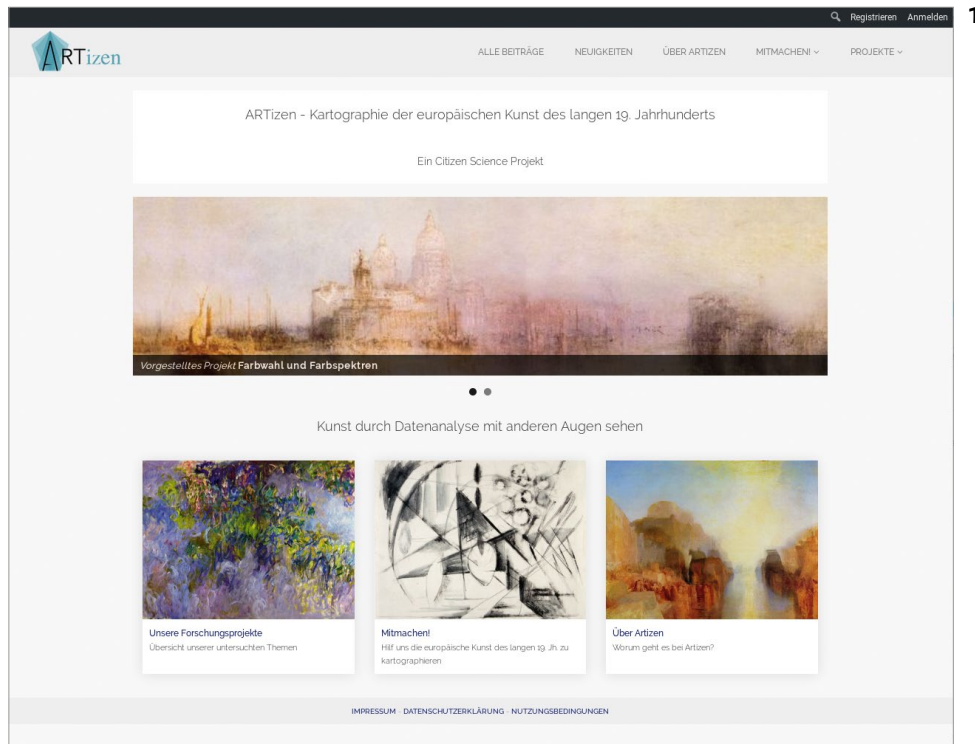 Registrieren Anmelden
1
ARTizen
ALLE BEITRÄGE NEUIGKEITEN ÜBER ARTIZEN MITMACHEN! PROJEKTE
ARTizen - Kartographie der europäischen Kunst des langen 19. Jahrhunderts
Ein Citizen Science Projekt
Vorgestelltes Projekt Farbwahl und Farbspektren
Kunst durch Datenanalyse mit anderen Augen sehen
Unsere Forschungsprojekte
Übersicht unserer untersuchten Themen
Mitmachen!
Hilf uns die europäische Kunst des langen 19. Jh. zu
kartographieren
Über Artizen
Worum geht es bei Artizen?
IMPRESSUM - DATENSCHUTZERKLÄRUNG - NUTZUNGSBEDINGUNGEN